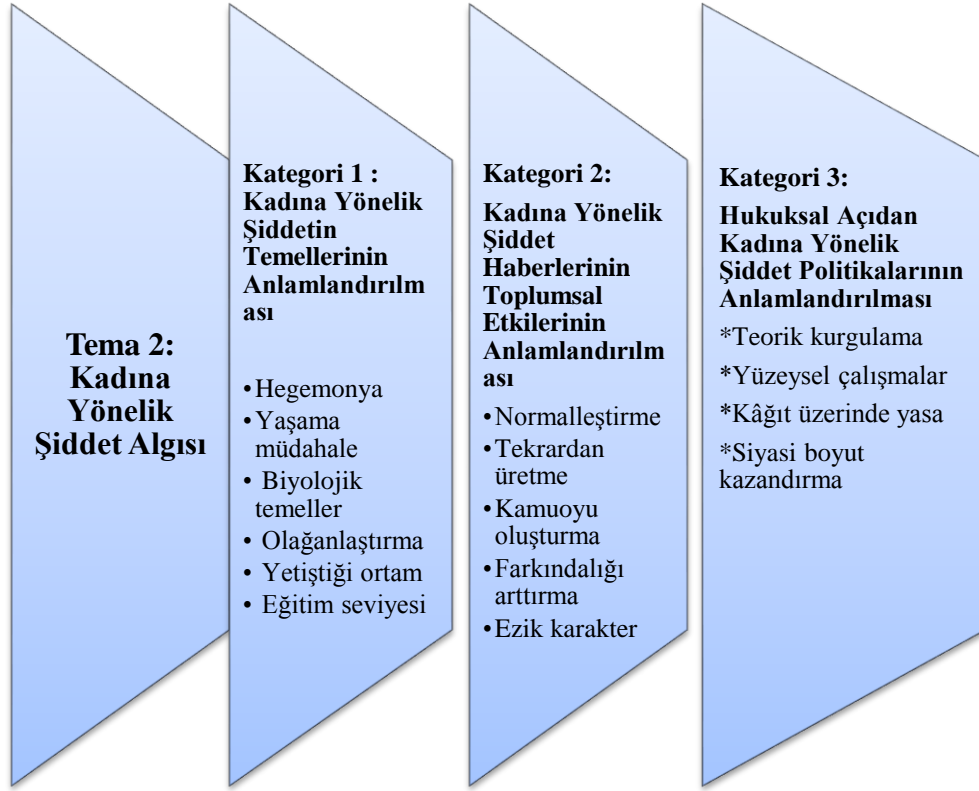 Tema 2:
Kadına
Yönelik
Şiddet Algısı
Kategori 1 :
Kadına Yönelik
Şiddetin
Temellerinin
Anlamlandırılm
ası
•Hegemonya
•Yaşama
müdahale
• Biyolojik
temeller
• Olağanlaştırma
• Yetiştiği ortam
• Eğitim seviyesi
Kategori 2:
Kadına Yönelik
Şiddet
Haberlerinin
Toplumsal
Etkilerinin
Anlamlandırılm
ası
•Normalleştirme
•Tekrardan
üretme
•Kamuoyu
oluşturma
•Farkındalığı
arttırma
•Ezik karakter
Kategori 3:
Hukuksal Açıdan
Kadına Yönelik
Şiddet Politikalarının
Anlamlandırılması
*Teorik kurgulama
*Yüzeysel çalışmalar
*Kâğıt üzerinde yasa
*Siyasi boyut
kazandırma